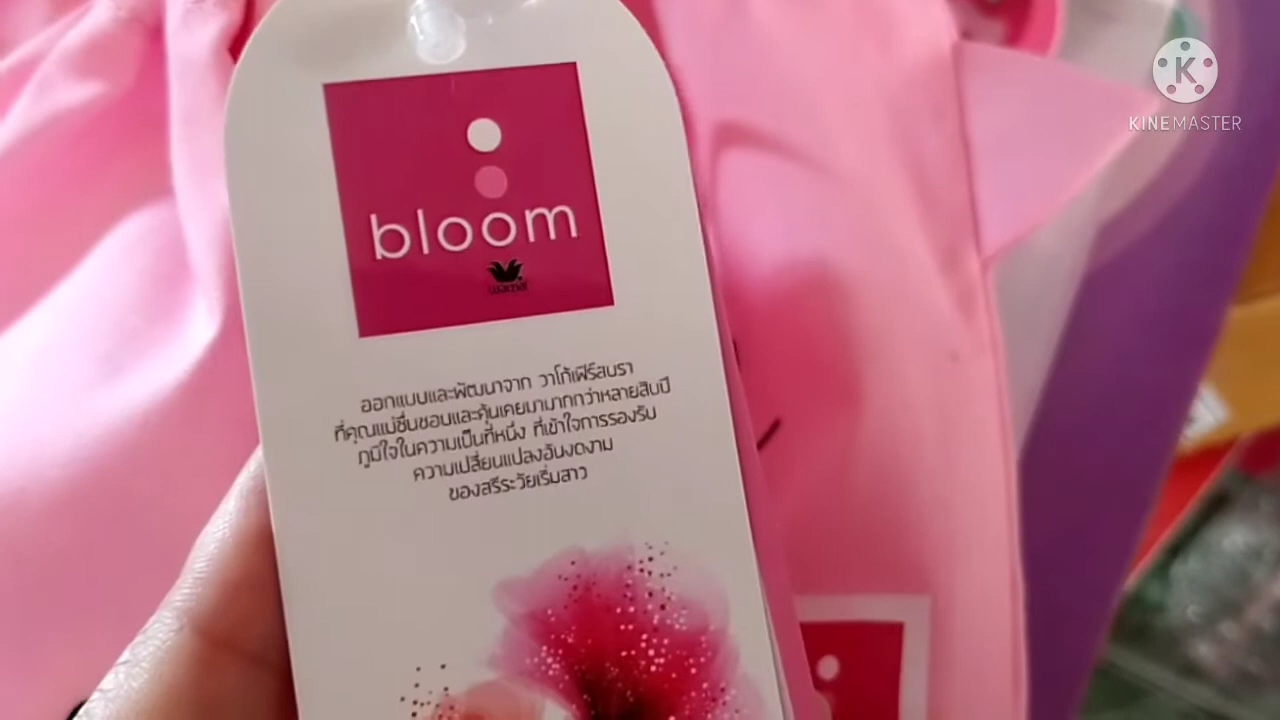 KINEMASTER
bloom
วาโก้
ออกแบบและพัฒนาจาก วาโก้เฟิร์สบรา
ที่คุณแม่ชื่นชอบและคุ้นเคยมามากกว่าหลายสิบปี
ภูมิใจในความเป็นที่หนึ่ง ที่เข้าใจการรองรับ
ความเปลี่ยนแปลงอันงดงาม
ของสรีระวัยเริ่มสาว